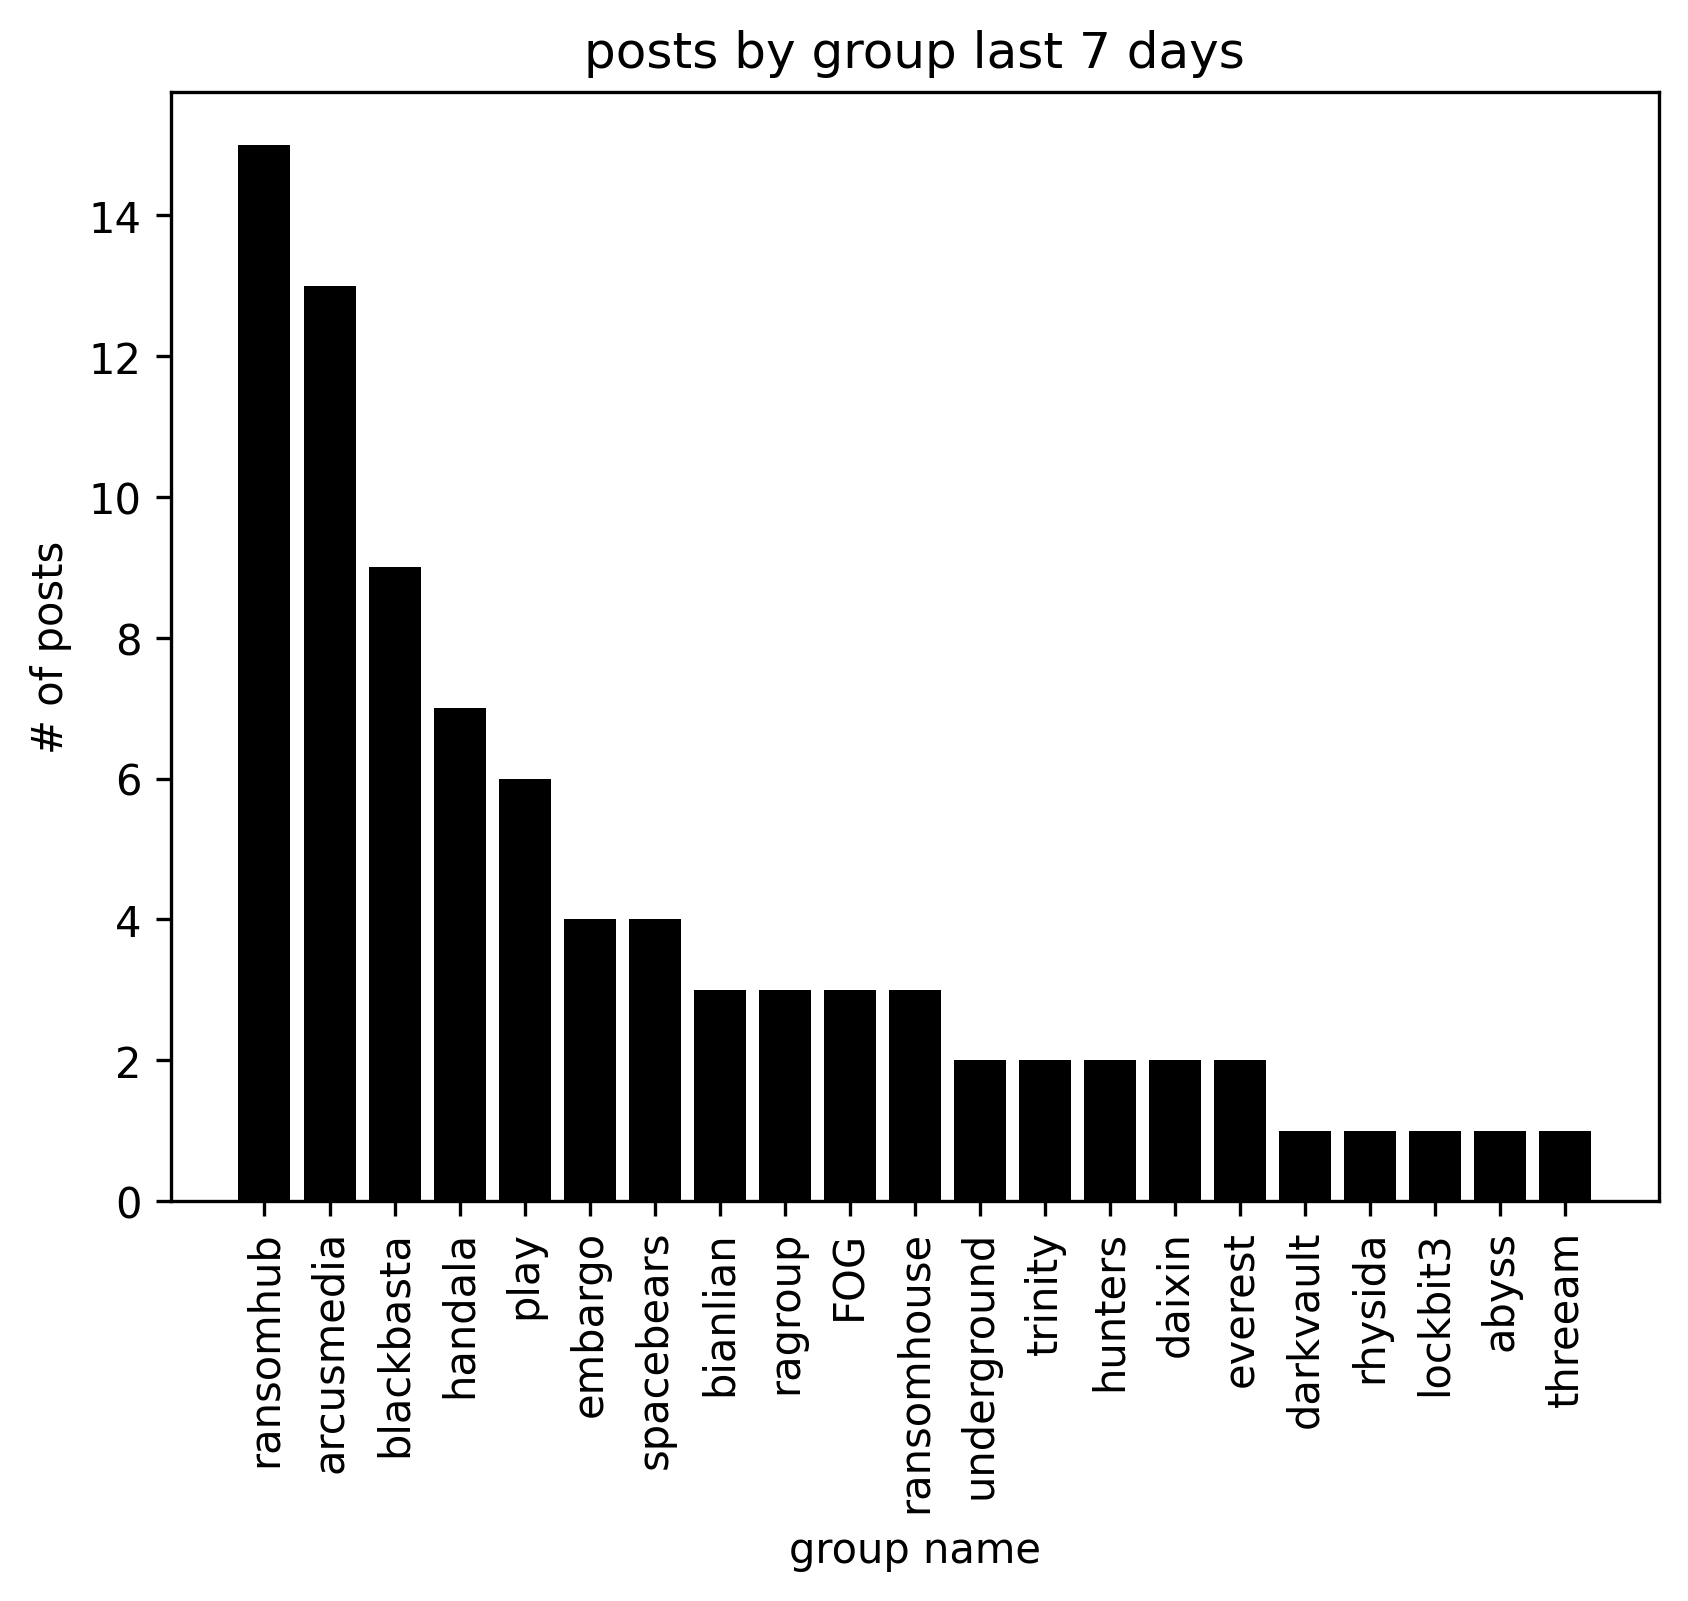 posts by group last 7 days
# of posts
14
12
10
8
6
4
2
0
ransomhub
arcusmedia
blackbasta
handala
play
embargo
spacebears
bianlian
ragroup
FOG
ransomhouse
underground
trinity
hunters
daixin
everest
darkvault
rhysida
lockbit3
abyss
threeam
group name